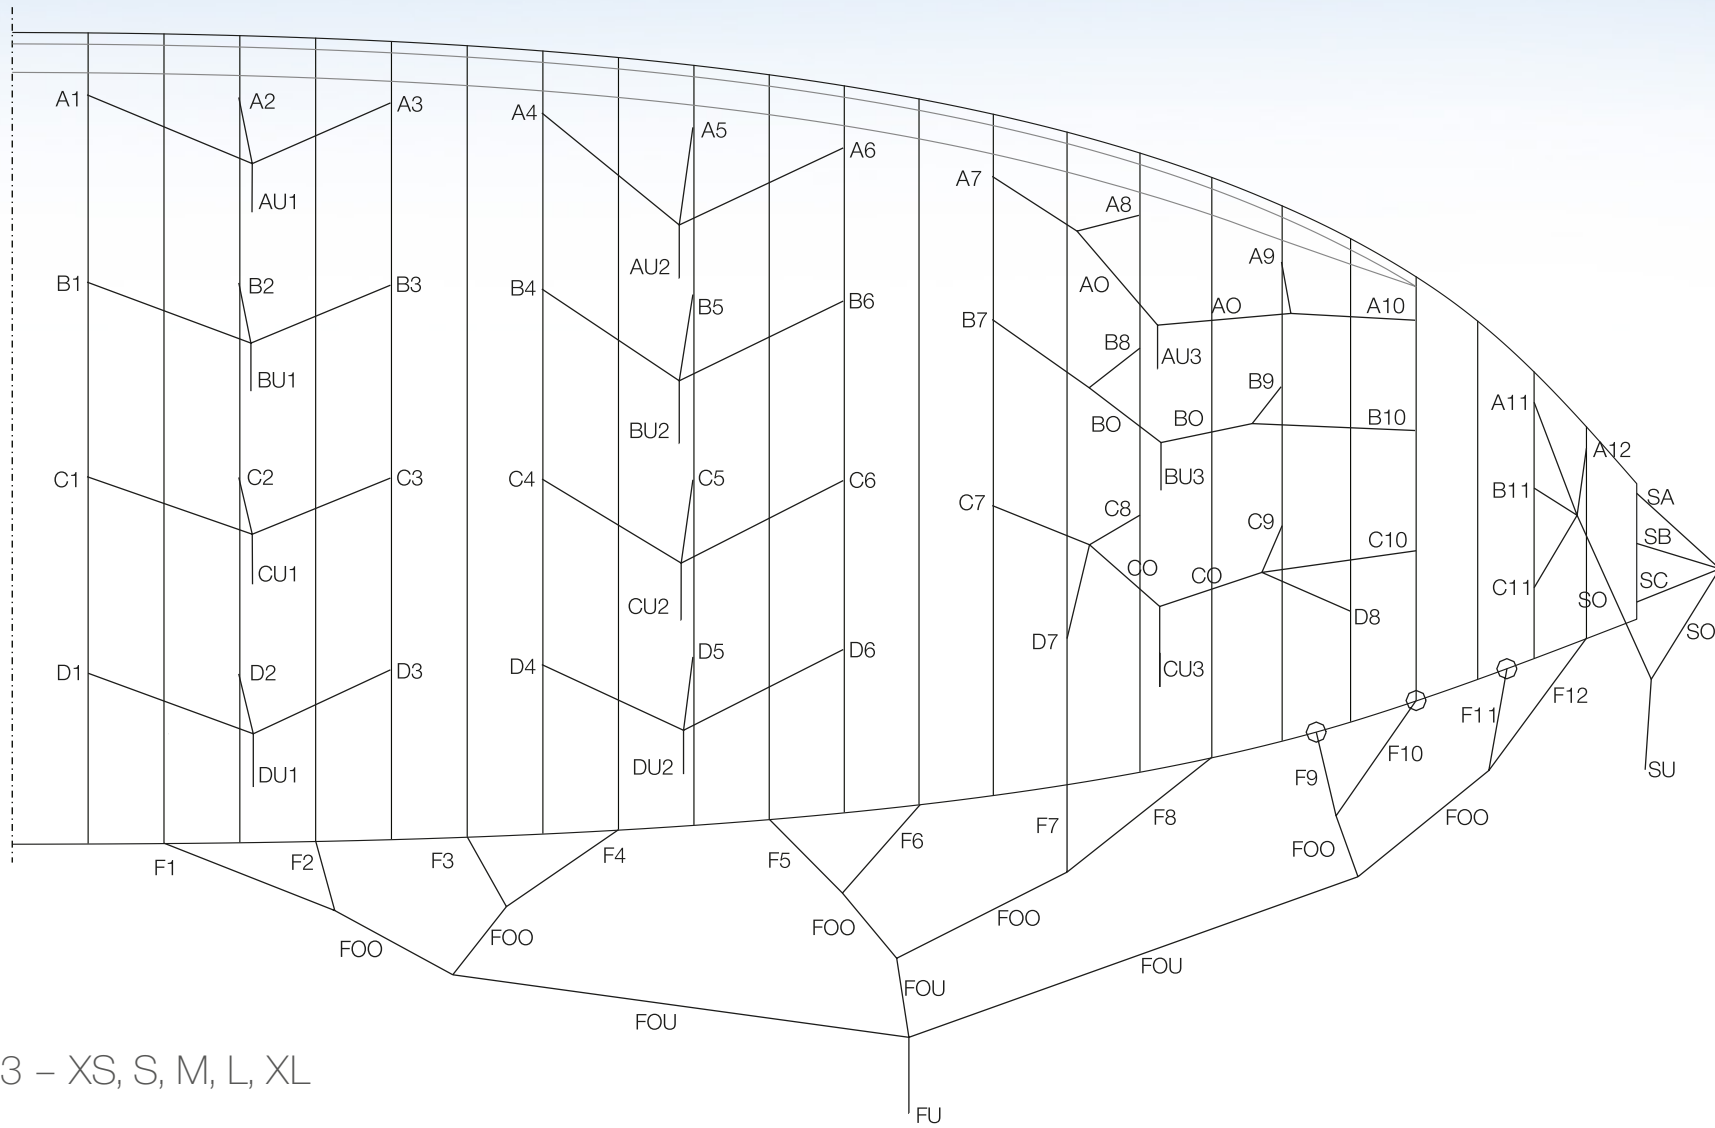 A1
A2
A3
AU1
B1
B2
B3
BU1
C1
C2
C3
CU1
D1
D2
D3
DU1
A4
A5
A6
AU2
B4
B5
B6
BU2
C4
C5
C6
CU2
D4
D5
D6
DU2
A7
A8
A9
A10
AO
AO
AU3
B7
B8
B9
B10
BO
BO
BU3
C7
C8
C9
C10
CO
CO
D7
D8
CU3
A11
A12
B11
C11
SA
SB
SC
SO
SO
SU
F1
F2
F3
F4
F5
F6
F7
F8
F9
F10
F11
F12
FOO
FOO
FOO
FOO
FOO
FOO
FOU
FOU
FOU
FU
3 – XS, S, M, L, XL